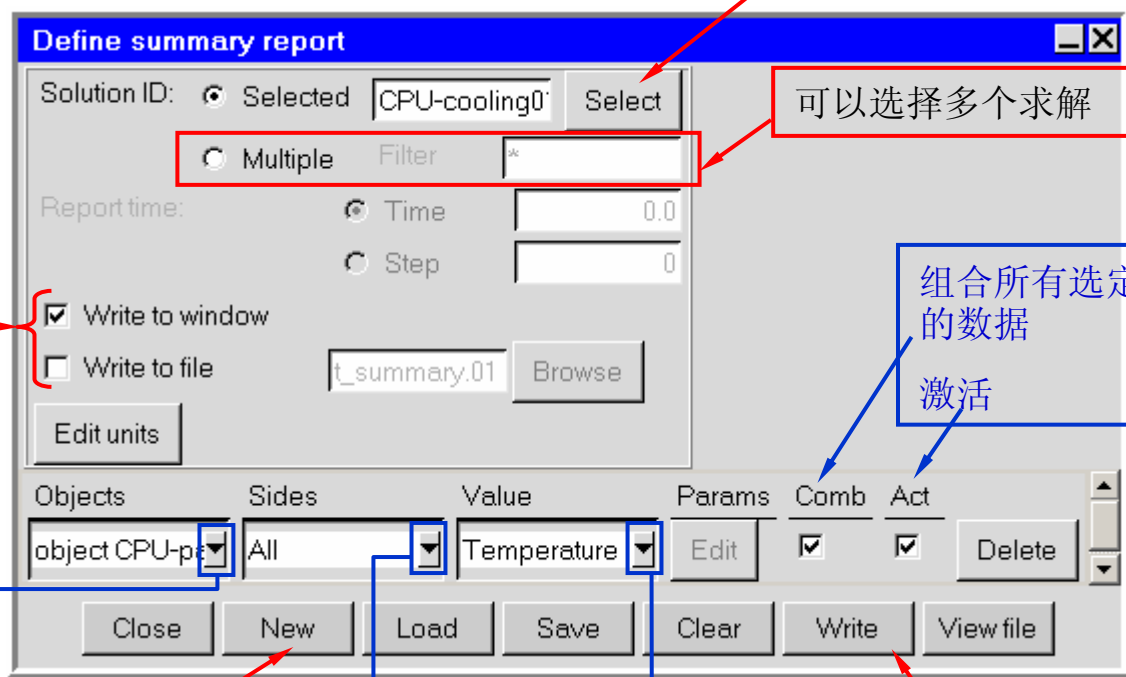 Define summary report
Solution ID: Selected CPU-cooling01 Select
可以选择多个求解
Multiple Filter *
Report time: Time 0.0
Step 0
组合所有选定
的数据
Write to window
Write to file t_summary.01 Browse
激活
Edit units
Objects Sides Value Params Comb Act
object CPU-pa All Temperature Edit Delete
Close New Load Save Clear Write View file